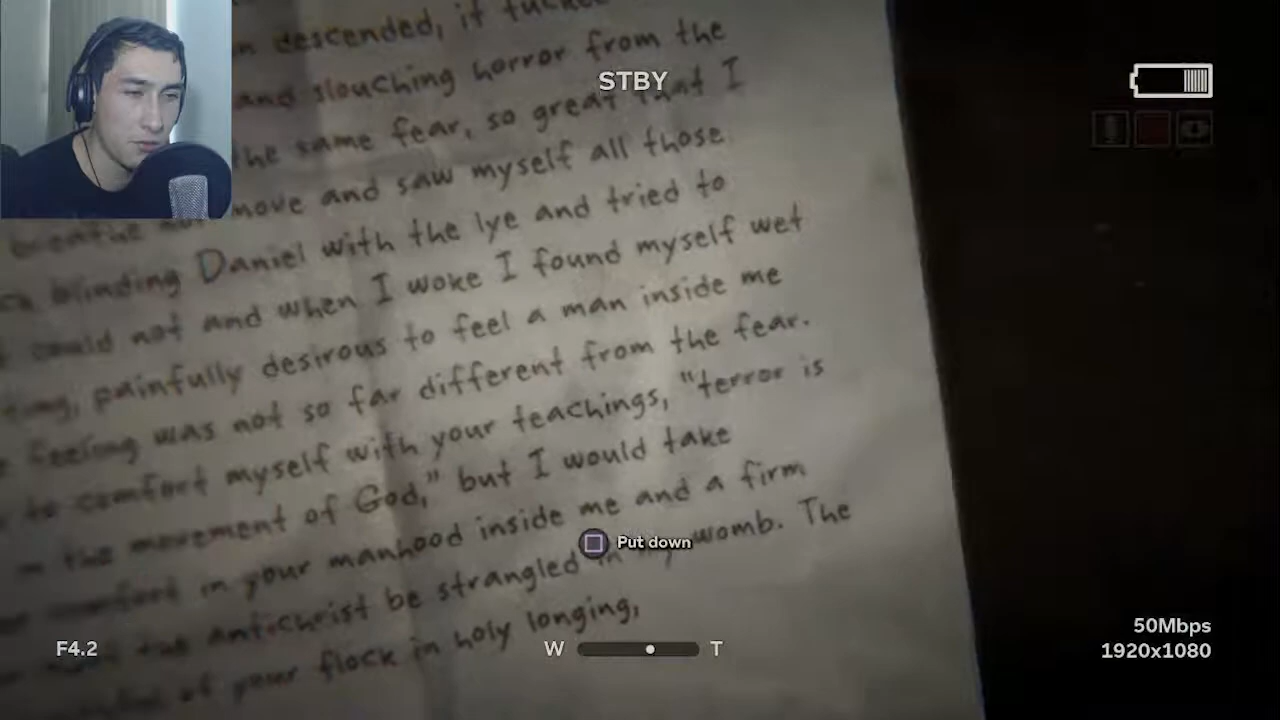 descended, it
and slouching horror from the
STBY
the same fear, so great that I
move and saw myself all those
blinding Daniel with the lye and tried to
could not and when I woke I found myself wet
painfully desirous to feel a man inside me
feeling was not so far different from the fear.
to comfort myself with your teachings, "terror is
the movement of God," but I would take
comfort in your manhood inside me and a firm
the antichrist be strangled in my womb. The
of your flock in holy longing,
Put down
F4.2
W T
50Mbps
1920x1080